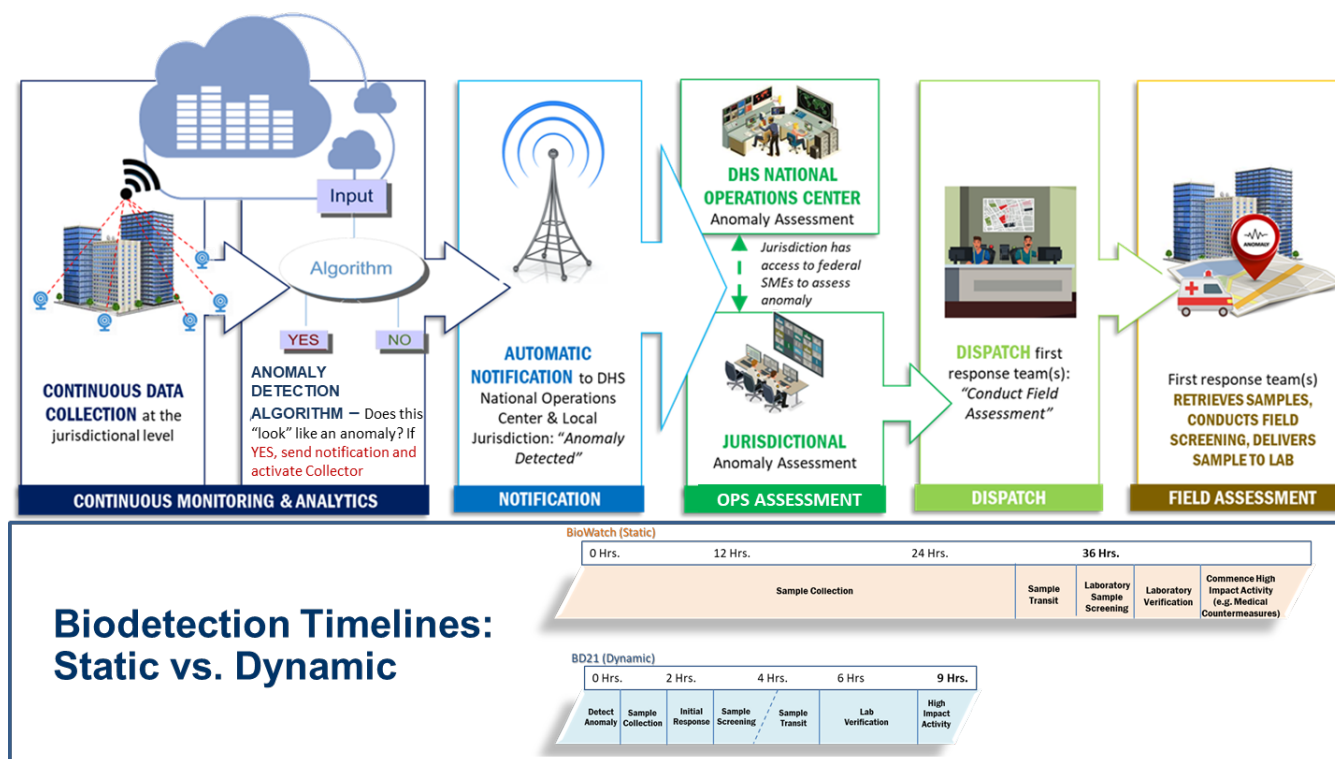 Input
Algorithm
YES
NO
CONTINUOUS DATA
COLLECTION at the
jurisdictional level
ANOMALY
DETECTION
ALGORITHM – Does this
"look" like an anomaly? If
YES, send notification and
activate Collector
CONTINUOUS MONITORING & ANALYTICS
AUTOMATIC
NOTIFICATION to DHS
National Operations
Center & Local
Jurisdiction: "Anomaly
Detected"
NOTIFICATION
DHS NATIONAL
OPERATIONS CENTER
Anomaly Assessment
Jurisdiction has
access to federal
SMEs to assess
anomaly
JURISDICTIONAL
Anomaly Assessment
OPS ASSESSMENT
DISPATCH first
response team(s):
"Conduct Field
Assessment"
DISPATCH
ANOMALY
First response team(s)
RETRIEVES SAMPLES,
CONDUCTS FIELD
SCREENING, DELIVERS
SAMPLE TO LAB
FIELD ASSESSMENT
Biodetection Timelines:
Static vs. Dynamic
BioWatch (Static)
0 Hrs. 12 Hrs. 24 Hrs. 36 Hrs.
Sample Collection
Sample
Transit
Laboratory
Sample
Screening
Laboratory
Verification
Commence High
Impact Activity
(e.g. Medical
Countermeasures)
BD21 (Dynamic)
0 Hrs. 2 Hrs. 4 Hrs. 6 Hrs 9 Hrs.
Detect
Anomaly
Sample
Collection
Initial
Response
Sample
Screening
Sample
Transit
Lab
Verification
High
Impact
Activity